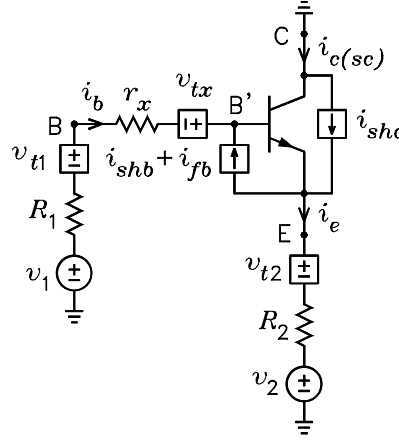 C
i_c(sc)
i_b
r_x
v_tx
B'
B
i_shc
v_t1
i_shb + i_fb
R_1
i_e
E
v_1
v_t2
R_2
v_2